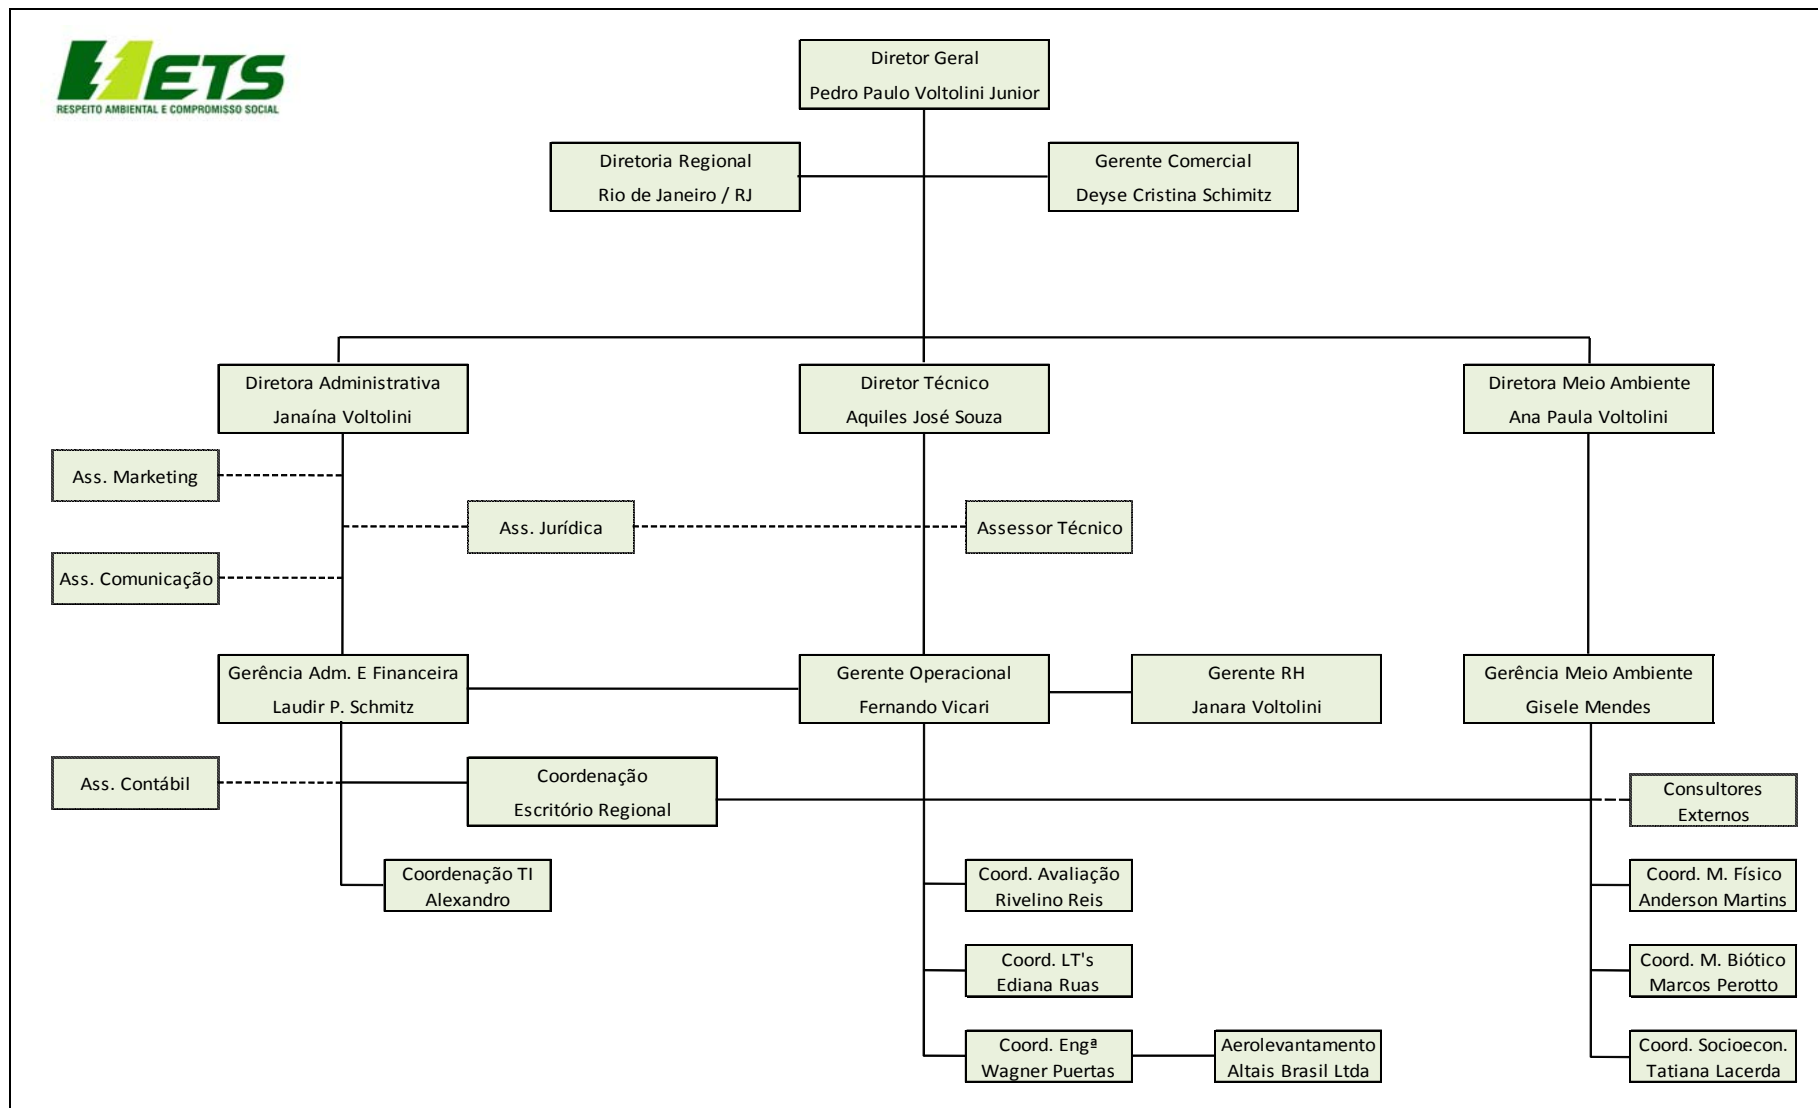 ETS
RESPEITO AMBIENTAL E COMPROMISSO SOCIAL
Diretor Geral
Pedro Paulo Voltolini Junior
Diretoria Regional
Rio de Janeiro / RJ
Gerente Comercial
Deyse Cristina Schimitz
Diretora Administrativa
Janaína Voltolini
Diretor Técnico
Aquiles José Souza
Diretora Meio Ambiente
Ana Paula Voltolini
Ass. Marketing
Ass. Jurídica
Assessor Técnico
Ass. Comunicação
Gerência Adm. E Financeira
Laudir P. Schmitz
Gerente Operacional
Fernando Vicari
Gerente RH
Janara Voltolini
Gerência Meio Ambiente
Gisele Mendes
Ass. Contábil
Coordenação
Escritório Regional
Consultores
Externos
Coordenação TI
Alexandro
Coord. Avaliação
Rivelino Reis
Coord. M. Físico
Anderson Martins
Coord. LT's
Ediana Ruas
Coord. M. Biótico
Marcos Perotto
Coord. Engª
Wagner Puertas
Aerolevantamento
Altais Brasil Ltda
Coord. Socioecon.
Tatiana Lacerda